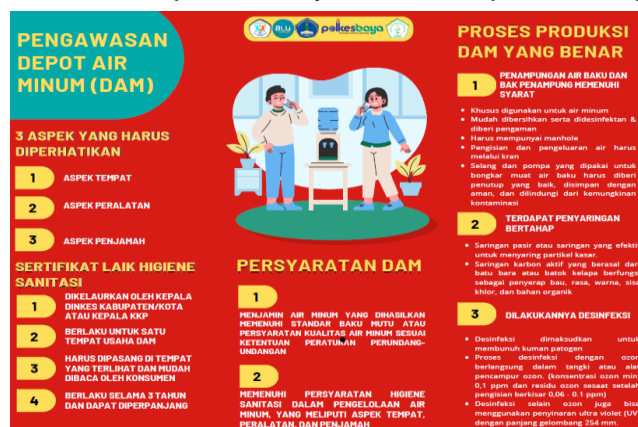 PENGAWASAN
DEPOT AIR
MINUM (DAM)
3 ASPEK YANG HARUS
DIPERHATIKAN
1
ASPEK TEMPAT
2
ASPEK PERALATAN
3
ASPEK PENJAMAH
SERTIFIKAT LAIK HIGIENE
SANITASI
1
DIKELAURKAN OLEH KEPALA
DINKES KABUPATEN/KOTA
ATAU KEPALA KKP
2
BERLAKU UNTUK SATU
TEMPAT USAHA DAM
3
HARUS DIPASANG DI TEMPAT
YANG TERLIHAT DAN MUDAH
DIBACA OLEH KONSUMEN
4
BERLAKU SELAMA 3 TAHUN
DAN DAPAT DIPERPANJANG
BLU
polkesbaya
PERSYARATAN DAM
1
MENJAMIN AIR MINUM YANG DIHASILKAN
MEMENUHI STANDAR BAKU MUTU ATAU
PERSYARATAN KUALITAS AIR MINUM SESUAI
KETENTUAN PERATURAN PERUNDANG-
UNDANGAN
2
MEMENUHI PERSYARATAN HIGIENE
SANITASI DALAM PENGELOLAAN AIR
MINUM, YANG MELIPUTI ASPEK TEMPAT,
PERALATAN, DAN PENJAMAH
PROSES PRODUKSI
DAM YANG BENAR
1
PENAMPUNGAN AIR BAKU DAN
BAK PENAMPUNG MEMENUHI
SYARAT
• Khusus digunakan untuk air minum
• Mudah dibersihkan serta didesinfektan &
diberi pengaman
• Harus mempunyai manhole
• Pengisian dan pengeluaran air harus
melalui kran
• Selang dan pompa yang dipakai untuk
bongkar muat air baku harus diberi
penutup yang baik, disimpan dengan
aman, dan dilindungi dari kemungkinan
kontaminasi
2
TERDAPAT PENYARINGAN
BERTAHAP
• Saringan pasir atau saringan yang efekti
untuk menyaring partikel kasar.
• Saringan karbon aktif yang berasal dar
batu bara atau batok kelapa berfungs
sebagai penyerap bau, rasa, warna, sisa
khlor, dan bahan organik
3
DILAKUKANNYA DESINFEKSI
• Desinfeksi dimaksudkan untuk
membunuh kuman patogen
• Proses desinfeksi dengan ozon
berlangsung dalam tangki atau alat
pencampur ozon. (konsentrasi ozon min
0,1 ppm dan residu ozon sesaat setelah
pengisian berkisar 0,06 - 0.1 ppm)
• Desinfeksi selain ozon juga bisa
menggunakan penyinaran ultra violet (UV
dengan panjang gelombang 254 mm.